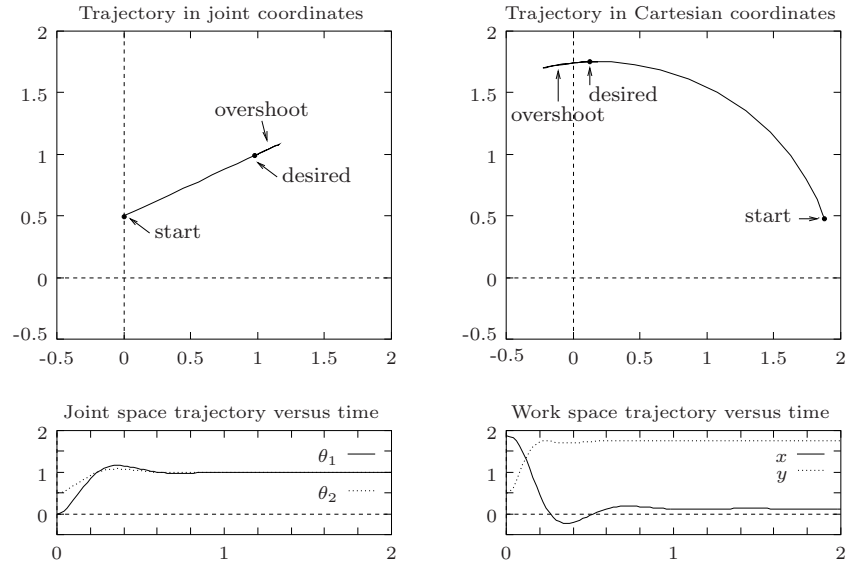 Trajectory in joint coordinates
2
1.5
1
0.5
0
-0.5
-0.5 0 0.5 1 1.5 2
overshoot
desired
start
Trajectory in Cartesian coordinates
2
1.5
1
0.5
0
-0.5
-0.5 0 0.5 1 1.5 2
desired
overshoot
start
Joint space trajectory versus time
2
1
0
0 1 2
θ1
θ2
Work space trajectory versus time
2
1
0
0 1 2
x
y